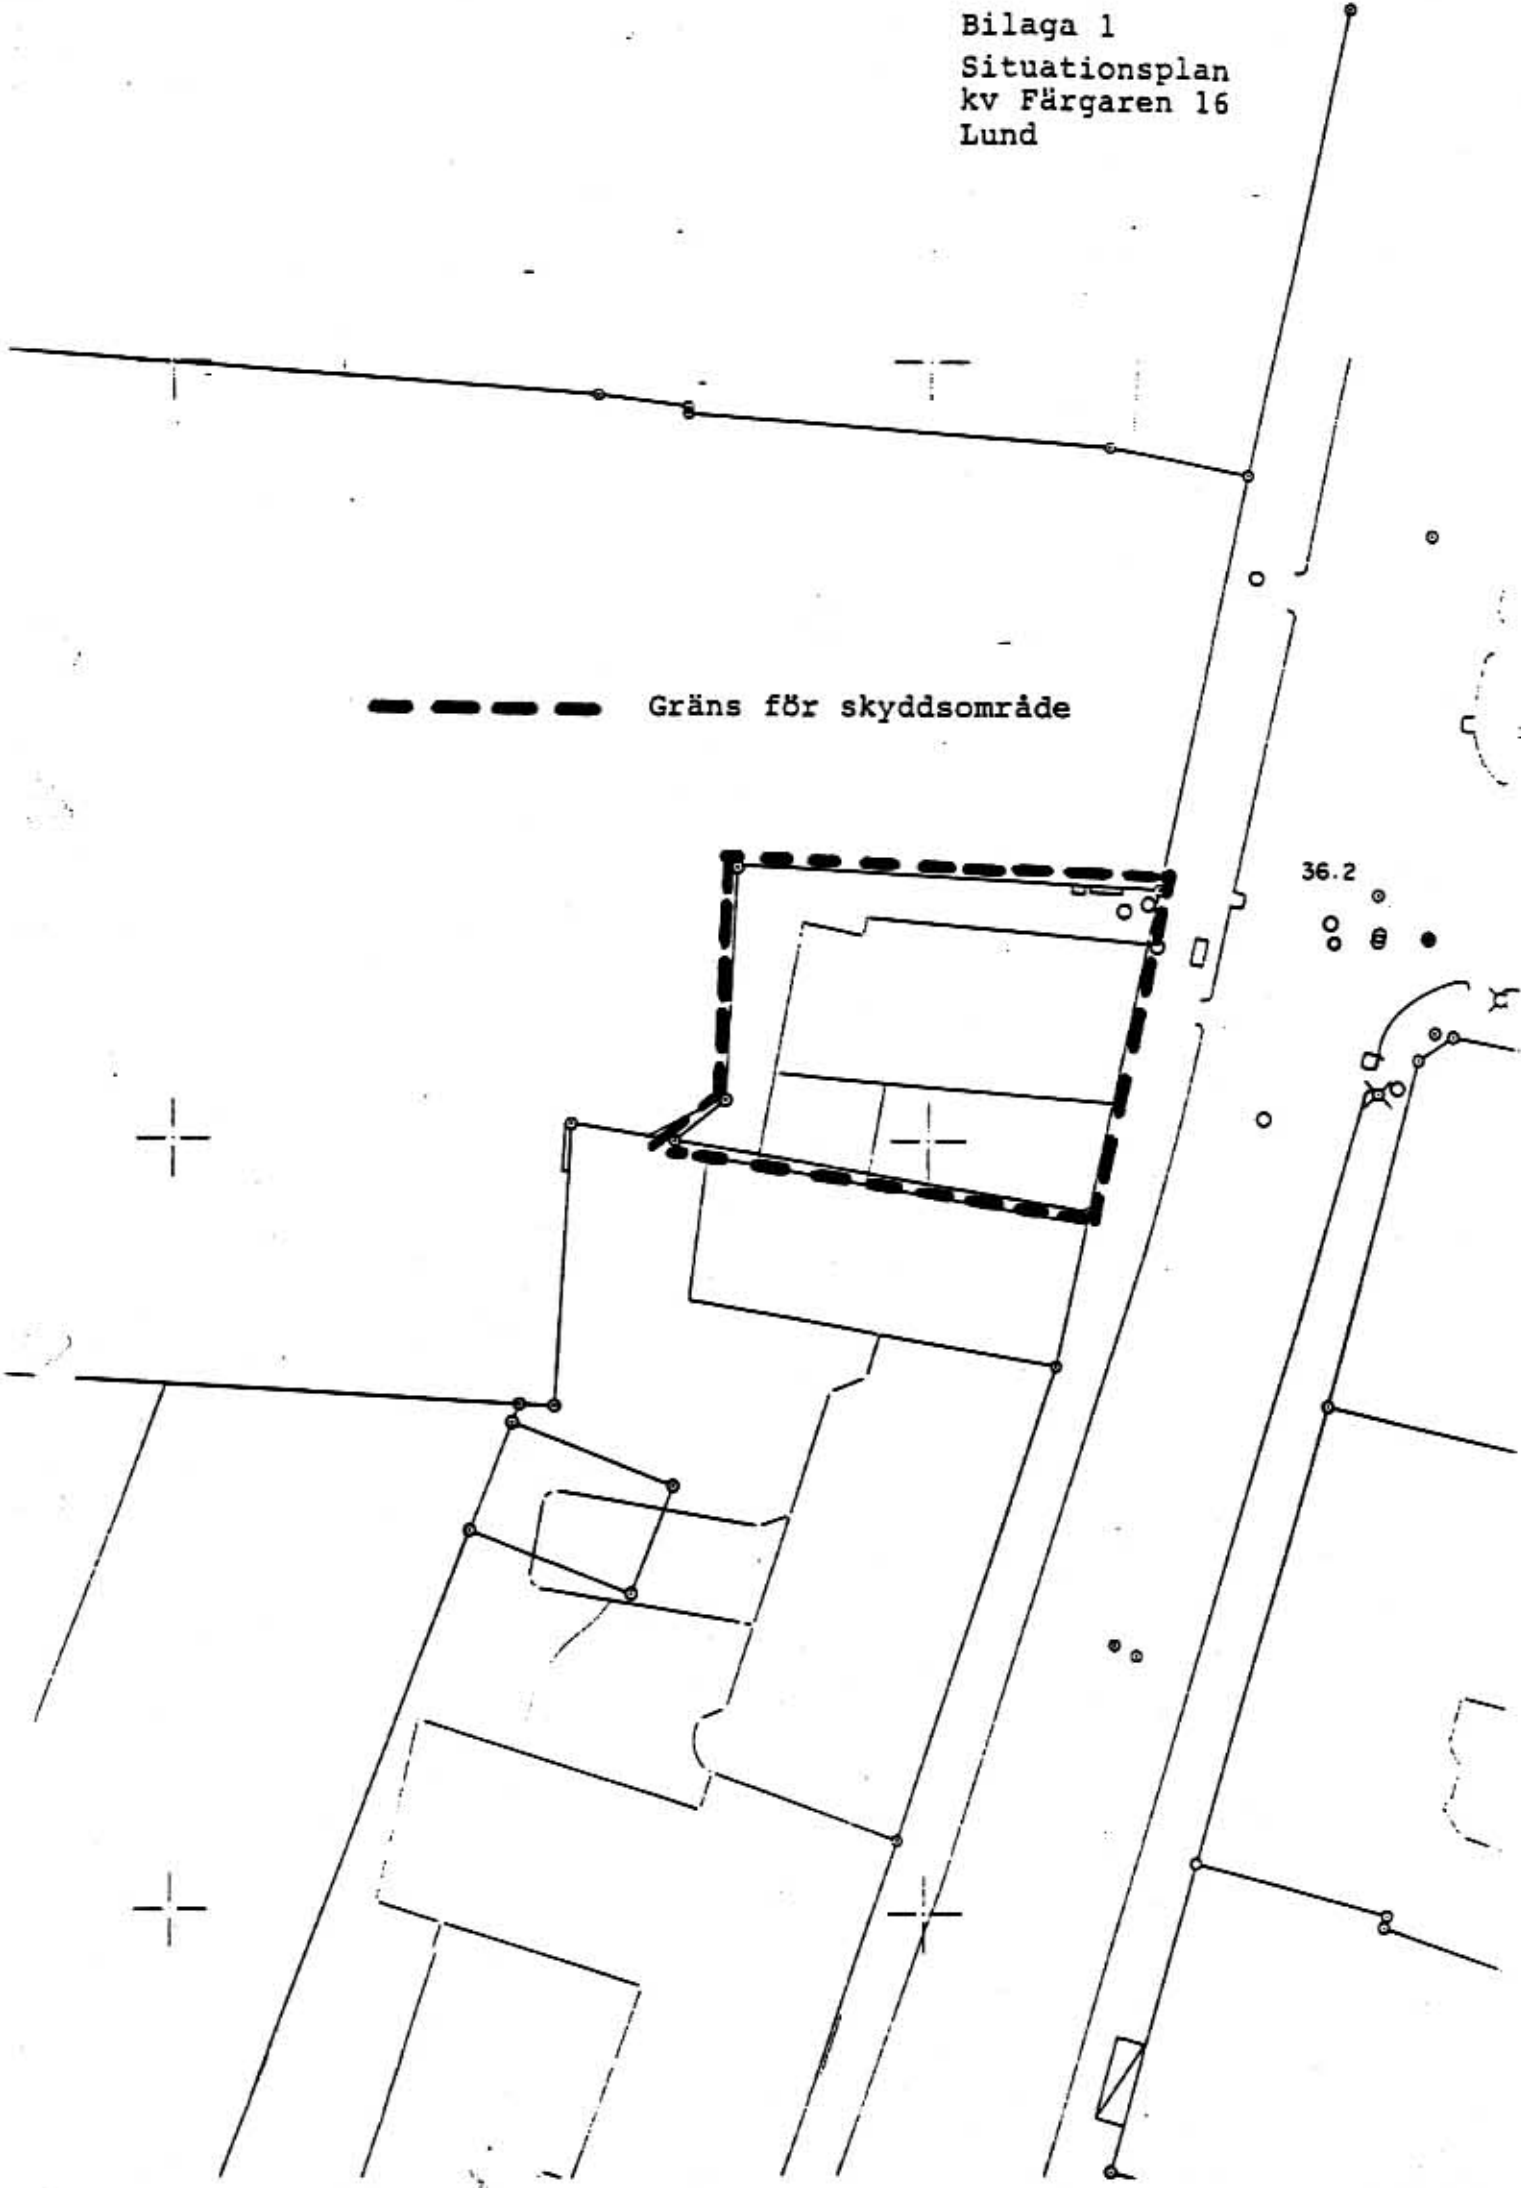 Bilaga 1
Situationsplan
kv Färgaren 16
Lund
Gräns för skyddsområde
36.2